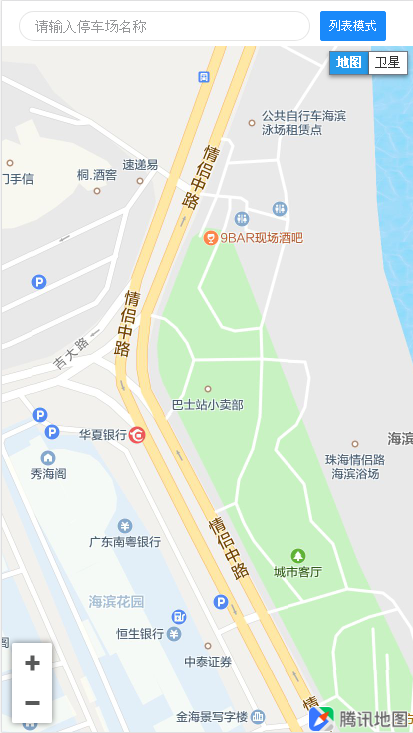 请输入停车场名称
列表模式
地图
卫星
公共自行车海滨
泳场租赁点
速递易
门手信
桐.酒窖
情侣中路
9BAR现场酒吧
P
情侣中路
吉大路
巴士站小卖部
P
P
华夏银行
海滨
秀海阁
珠海情侣路
海滨浴场
情侣中路
广东南粤银行
城市客厅
海滨花园
P
恒生银行
阁
中泰证券
+
−
情
金海景写字楼
腾讯地图